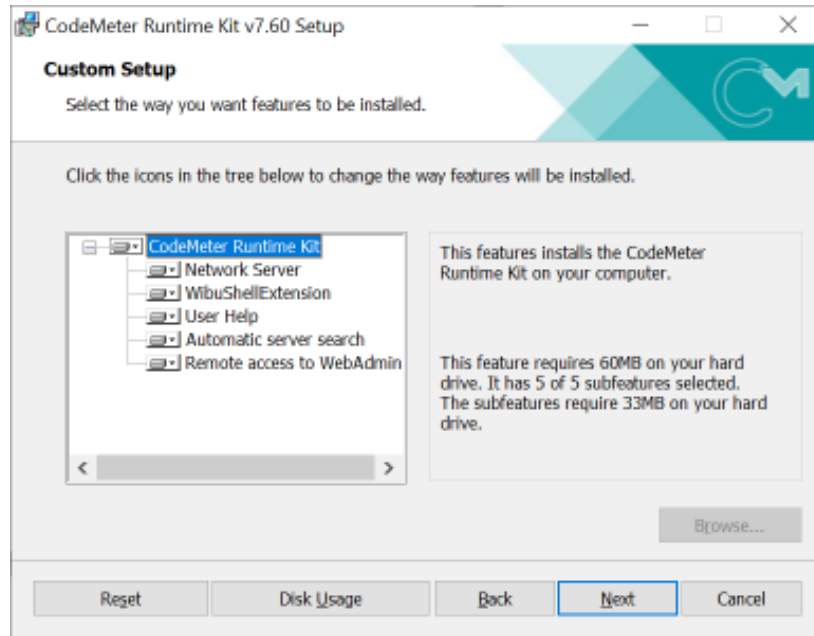 CodeMeter Runtime Kit v7.60 Setup
Custom Setup
Select the way you want features to be installed.
CM
Click the icons in the tree below to change the way features will be installed.
CodeMeter Runtime Kit
Network Server
WibuShellExtension
User Help
Automatic server search
Remote access to WebAdmin
This features installs the CodeMeter
Runtime Kit on your computer.
This feature requires 60MB on your hard
drive. It has 5 of 5 subfeatures selected.
The subfeatures require 33MB on your hard
drive.
Browse...
Reset
Disk Usage
Back
Next
Cancel